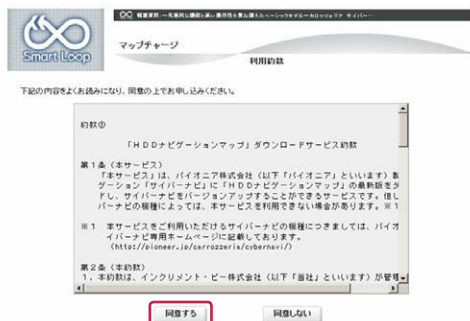 Smart Loop
マップチャージ
利用約款
下記の内容をよくお読みになり、同意の上でお申し込みください。
約款①
「HDDナビゲーションマップ」ダウンロードサービス約款
第1条(本サービス)
「本サービス」は、パイオニア株式会社(以下「パイオニア」といいます)製
ゲーション「サイバーナビ」に「HDDナビゲーションマップ」の最新版をダ
ドし、サイバーナビをバージョンアップすることができるサービスです。但し
バーナビの機種によっては、本サービスを利用できない場合があります。※1
※1 本サービスをご利用いただけるサイバーナビの機種につきましては、パイオ
イバーナビ専用ホームページに記載しております。
(http://pioneer.jp/carrozzeria/cybernavi/)
第2条(本約款)
1．本約款は、インクリメント・ピー株式会社(以下「当社」といいます)が管理
同意する
同意しない